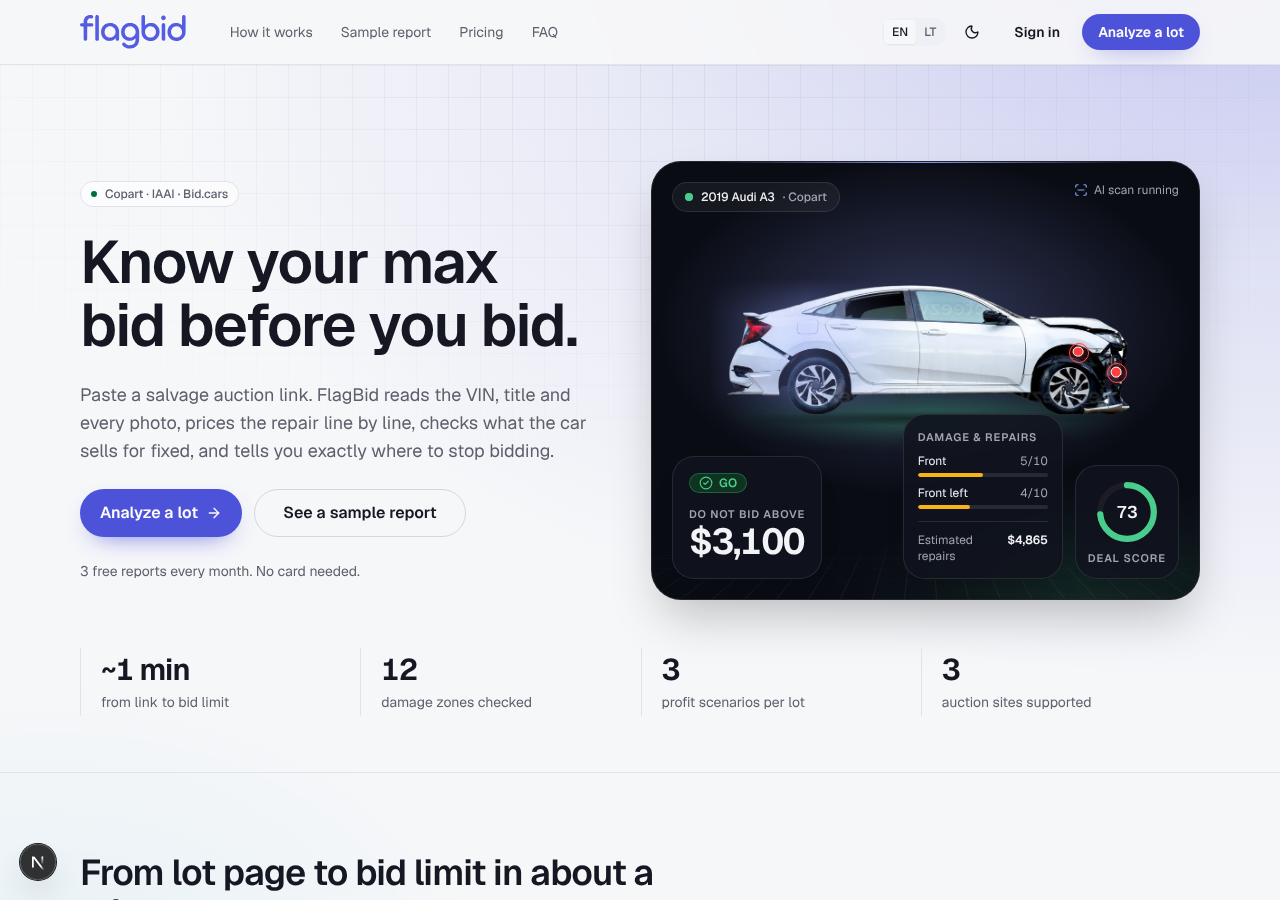 flagbid
How it works
Sample report
Pricing
FAQ
EN
LT
Sign in
Analyze a lot
Copart · IAAI · Bid.cars
Know your max
bid before you bid.
Paste a salvage auction link. FlagBid reads the VIN, title and
every photo, prices the repair line by line, checks what the car
sells for fixed, and tells you exactly where to stop bidding.
Analyze a lot
See a sample report
3 free reports every month. No card needed.
2019 Audi A3 · Copart
AI scan running
GO
DO NOT BID ABOVE
$3,100
DAMAGE & REPAIRS
Front 5/10
Front left 4/10
Estimated
repairs
$4,865
73
DEAL SCORE
~1 min
from link to bid limit
12
damage zones checked
3
profit scenarios per lot
3
auction sites supported
N
From lot page to bid limit in about a